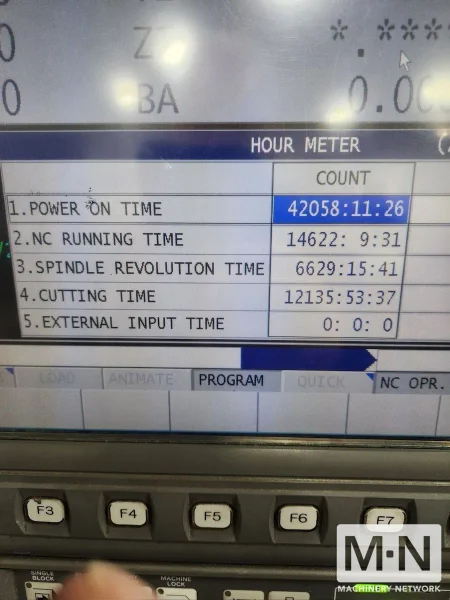 BA
HOUR METER
COUNT
1.POWER ON TIME 42058:11:26
2.NC RUNNING TIME 14622: 9:31
3.SPINDLE REVOLUTION TIME 6629:15:41
4.CUTTING TIME 12135:53:37
5.EXTERNAL INPUT TIME 0: 0: 0
LOAD ANIMATE PROGRAM QUICK NC OPR.
F3 F4 F5 F6 F7
SINGLE BLOCK
MACHINE LOCK
M·N
MACHINERY NETWORK